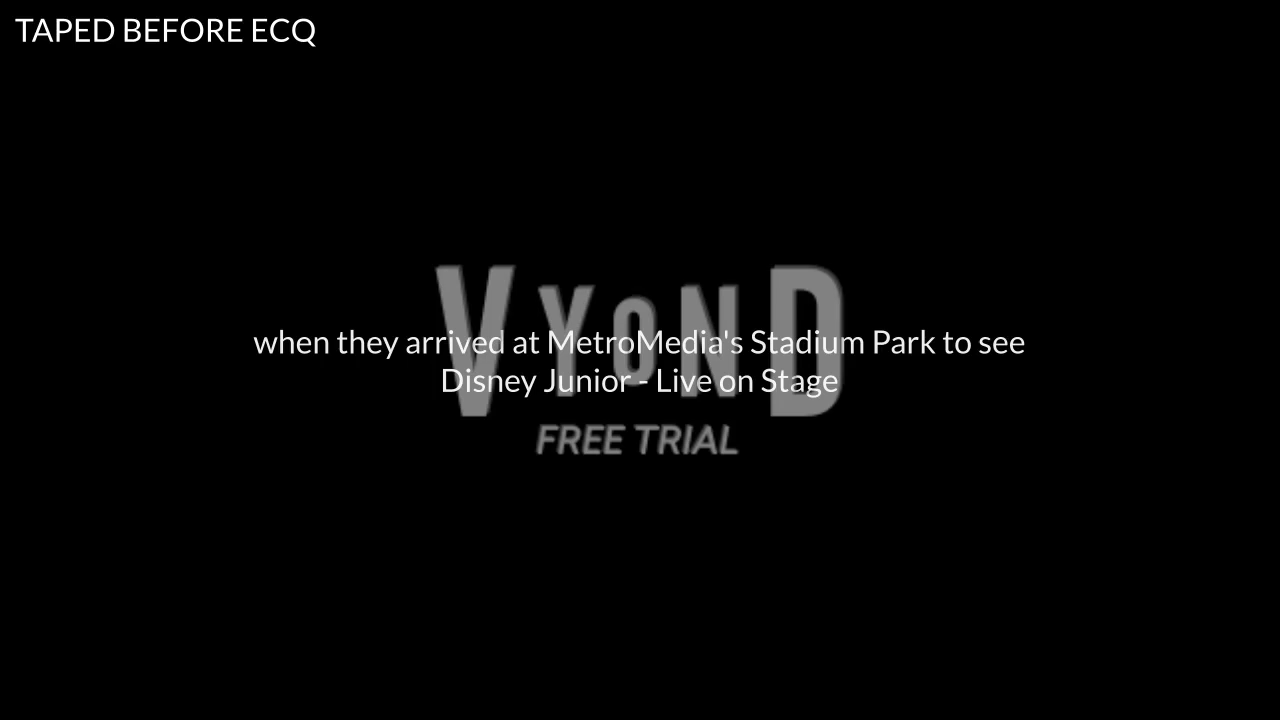 TAPED BEFORE ECQ
VYOND
when they arrived at MetroMedia's Stadium Park to see
Disney Junior - Live on Stage
FREE TRIAL